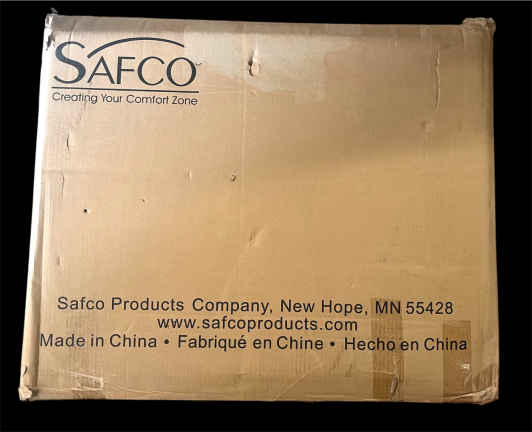 SAFCO
Creating Your Comfort Zone
Safco Products Company, New Hope, MN 55428
www.safcoproducts.com
Made in China • Fabriqué en Chine • Hecho en China